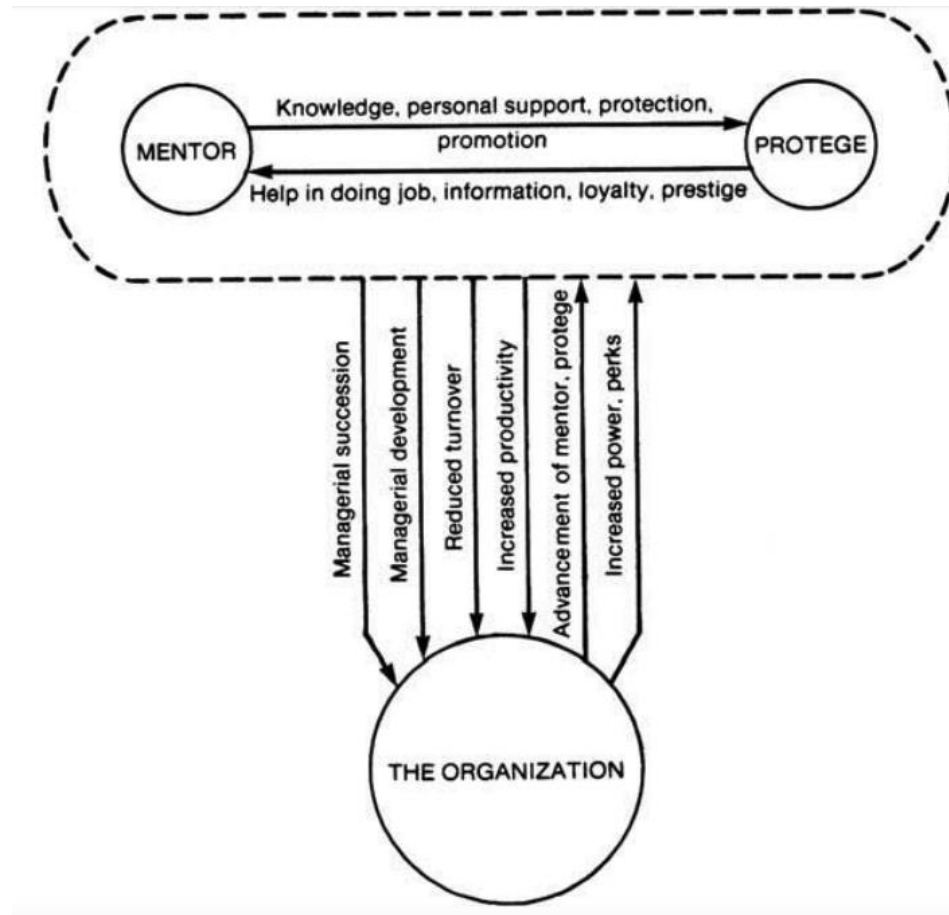 Knowledge, personal support, protection,
promotion
MENTOR
PROTEGE
Help in doing job, information, loyalty, prestige
Managerial succession
Managerial development
Reduced turnover
Increased productivity
Advancement of mentor, protege
Increased power, perks
THE ORGANIZATION